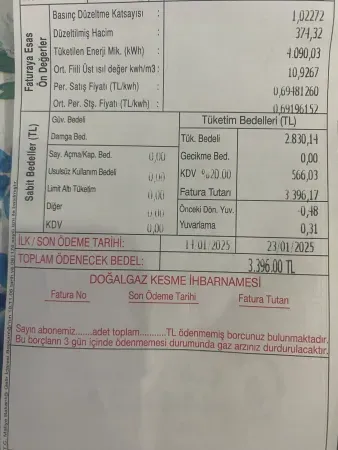 Faturaya Esas
Ön Değerler
Basınç Düzeltme Katsayısı : 1,02272
Düzeltilmiş Hacim : 374,32
Tüketilen Enerji Mik. (kWh) : 4.090,03
Ort. Fiili Üst ısıl değer kwh/m3 : 10,9267
Per. Satış Fiyatı (TL/kwh) : 0,69481260
Ort. Per. Stş. Fiyatı (TL/kwh) : 0,69196152
Sabit Bedeller (TL)
Güv. Bedeli
Damga Bed.
Say. Açma/Kap. Bed. 0,00
Usulsüz Kullanım Bedeli 0,00
Limit Altı Tüketim 0,00
Diğer 0,00
KDV 0,00
Tüketim Bedelleri (TL)
Tük. Bedeli 2.830,14
Gecikme Bed. 0,00
KDV %20.00 566,03
Fatura Tutarı 3.396,17
Önceki Dön. Yuv. -0,48
Yuvarlama 0,31
İLK / SON ÖDEME TARİHİ: 14/01/2025 23/01/2025
TOPLAM ÖDENECEK BEDEL: 3.396.00 TL
DOĞALGAZ KESME İHBARNAMESİ
Fatura No Son Ödeme Tarihi Fatura Tutarı
Sayın abonemiz.......adet toplam..........TL ödenmemiş borcunuz bulunmaktadır.
Bu borçların 3 gün içinde ödenmemesi durumunda gaz arzınız durdurulacaktır.